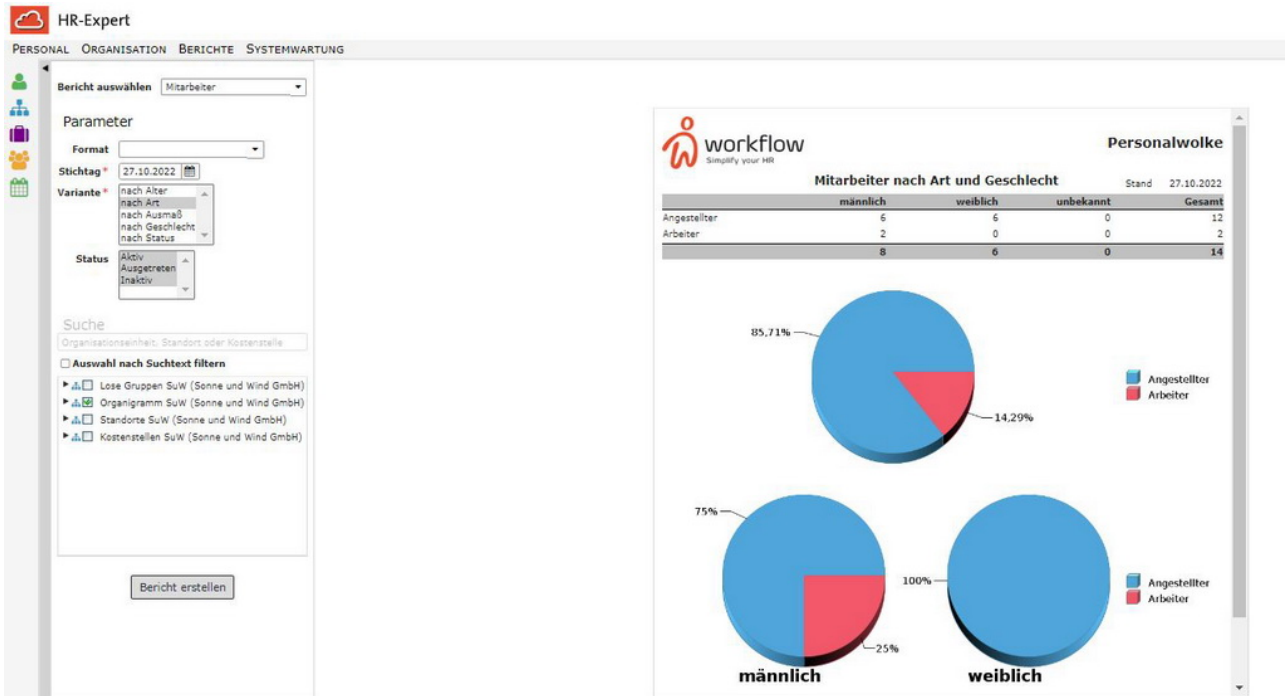 HR-Expert
PERSONAL ORGANISATION BERICHTE SYSTEMWARTUNG
Bericht auswählen Mitarbeiter
Parameter
Format
Stichtag * 27.10.2022
Variante * nach Alter
nach Art
nach Ausmaß
nach Geschlecht
nach Status
Status Aktiv
Ausgetreten
Inaktiv
Suche
Organisationseinheit, Standort oder Kostenstelle
Auswahl nach Suchtext filtern
Lose Gruppen SuW (Sonne und Wind GmbH)
Organigramm SuW (Sonne und Wind GmbH)
Standorte SuW (Sonne und Wind GmbH)
Kostenstellen SuW (Sonne und Wind GmbH)
Bericht erstellen
workflow
Simplify your HR
Personalwolke
Mitarbeiter nach Art und Geschlecht Stand 27.10.2022
männlich weiblich unbekannt Gesamt
Angestellter 6 6 0 12
Arbeiter 2 0 0 2
8 6 0 14
85,71%
14,29%
Angestellter
Arbeiter
75%
25%
männlich
100%
weiblich
Angestellter
Arbeiter